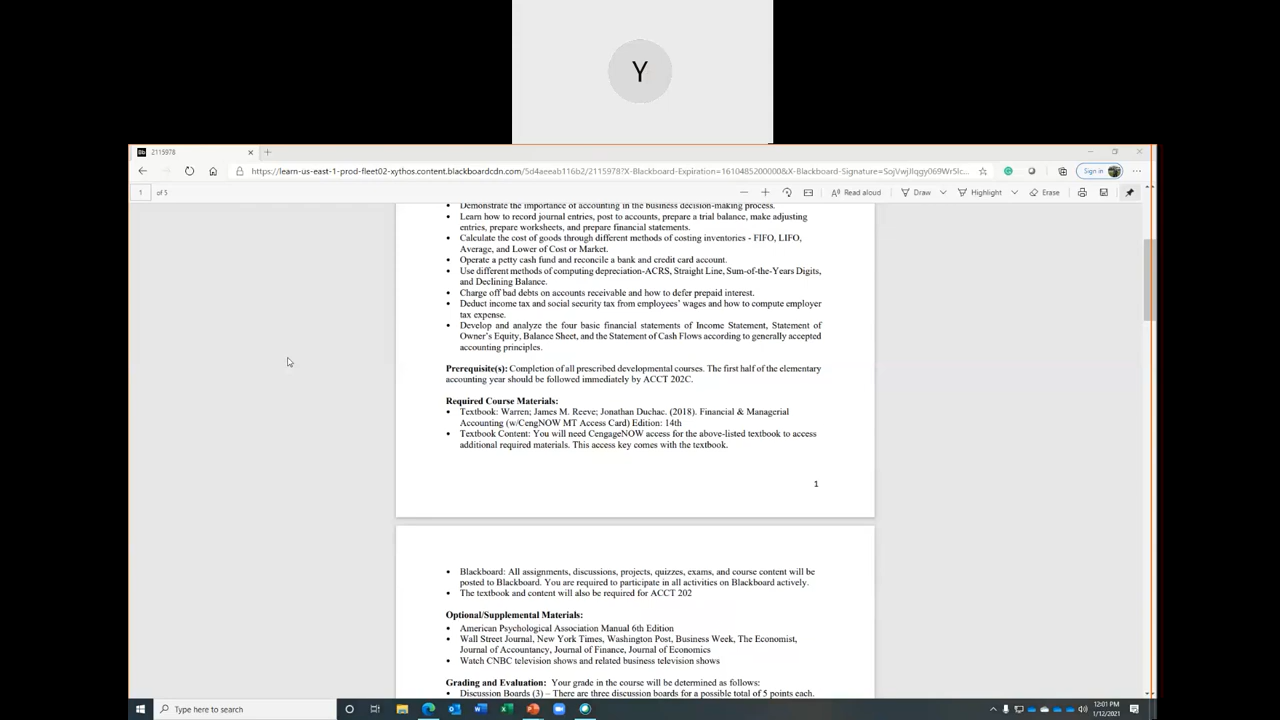 Y
2115978
https://learn-us-east-1-prod-fleet02-xythos.content.blackboardcdn.com/5d4aeeab116b2/2115978?X-Blackboard-Expiration=1610485200000&X-Blackboard-Signature=
Sign in
1 of 5
Read aloud
Draw
Highlight
Erase
Demonstrate the importance of accounting in the business decision-making process.
• Learn how to record journal entries, post to accounts, prepare a trial balance, make adjusting
entries, prepare worksheets, and prepare financial statements.
• Calculate the cost of goods through different methods of costing inventories - FIFO, LIFO,
Average, and Lower of Cost or Market.
• Operate a petty cash fund and reconcile a bank and credit card account.
• Use different methods of computing depreciation-ACRS, Straight Line, Sum-of-the-Years Digits,
and Declining Balance.
• Charge off bad debts on accounts receivable and how to defer prepaid interest.
• Deduct income tax and social security tax from employees' wages and how to compute employer
tax expense.
• Develop and analyze the four basic financial statements of Income Statement, Statement of
Owner's Equity, Balance Sheet, and the Statement of Cash Flows according to generally accepted
accounting principles.
Prerequisite(s): Completion of all prescribed developmental courses. The first half of the elementary
accounting year should be followed immediately by ACCT 202C.
Required Course Materials:
• Textbook: Warren; James M. Reeve; Jonathan Duchac. (2018). Financial & Managerial
Accounting (w/CengNOW MT Access Card) Edition: 14th
• Textbook Content: You will need CengageNOW access for the above-listed textbook to access
additional required materials. This access key comes with the textbook.
1
• Blackboard: All assignments, discussions, projects, quizzes, exams, and course content will be
posted to Blackboard. You are required to participate in all activities on Blackboard actively.
• The textbook and content will also be required for ACCT 202
Optional/Supplemental Materials:
• American Psychological Association Manual 6th Edition
• Wall Street Journal, New York Times, Washington Post, Business Week, The Economist,
Journal of Accountancy, Journal of Finance, Journal of Economics
• Watch CNBC television shows and related business television shows
Grading and Evaluation: Your grade in the course will be determined as follows:
• Discussion Boards (3) – There are three discussion boards for a possible total of 5 points each.
Type here to search
12:01 PM
1/12/2021